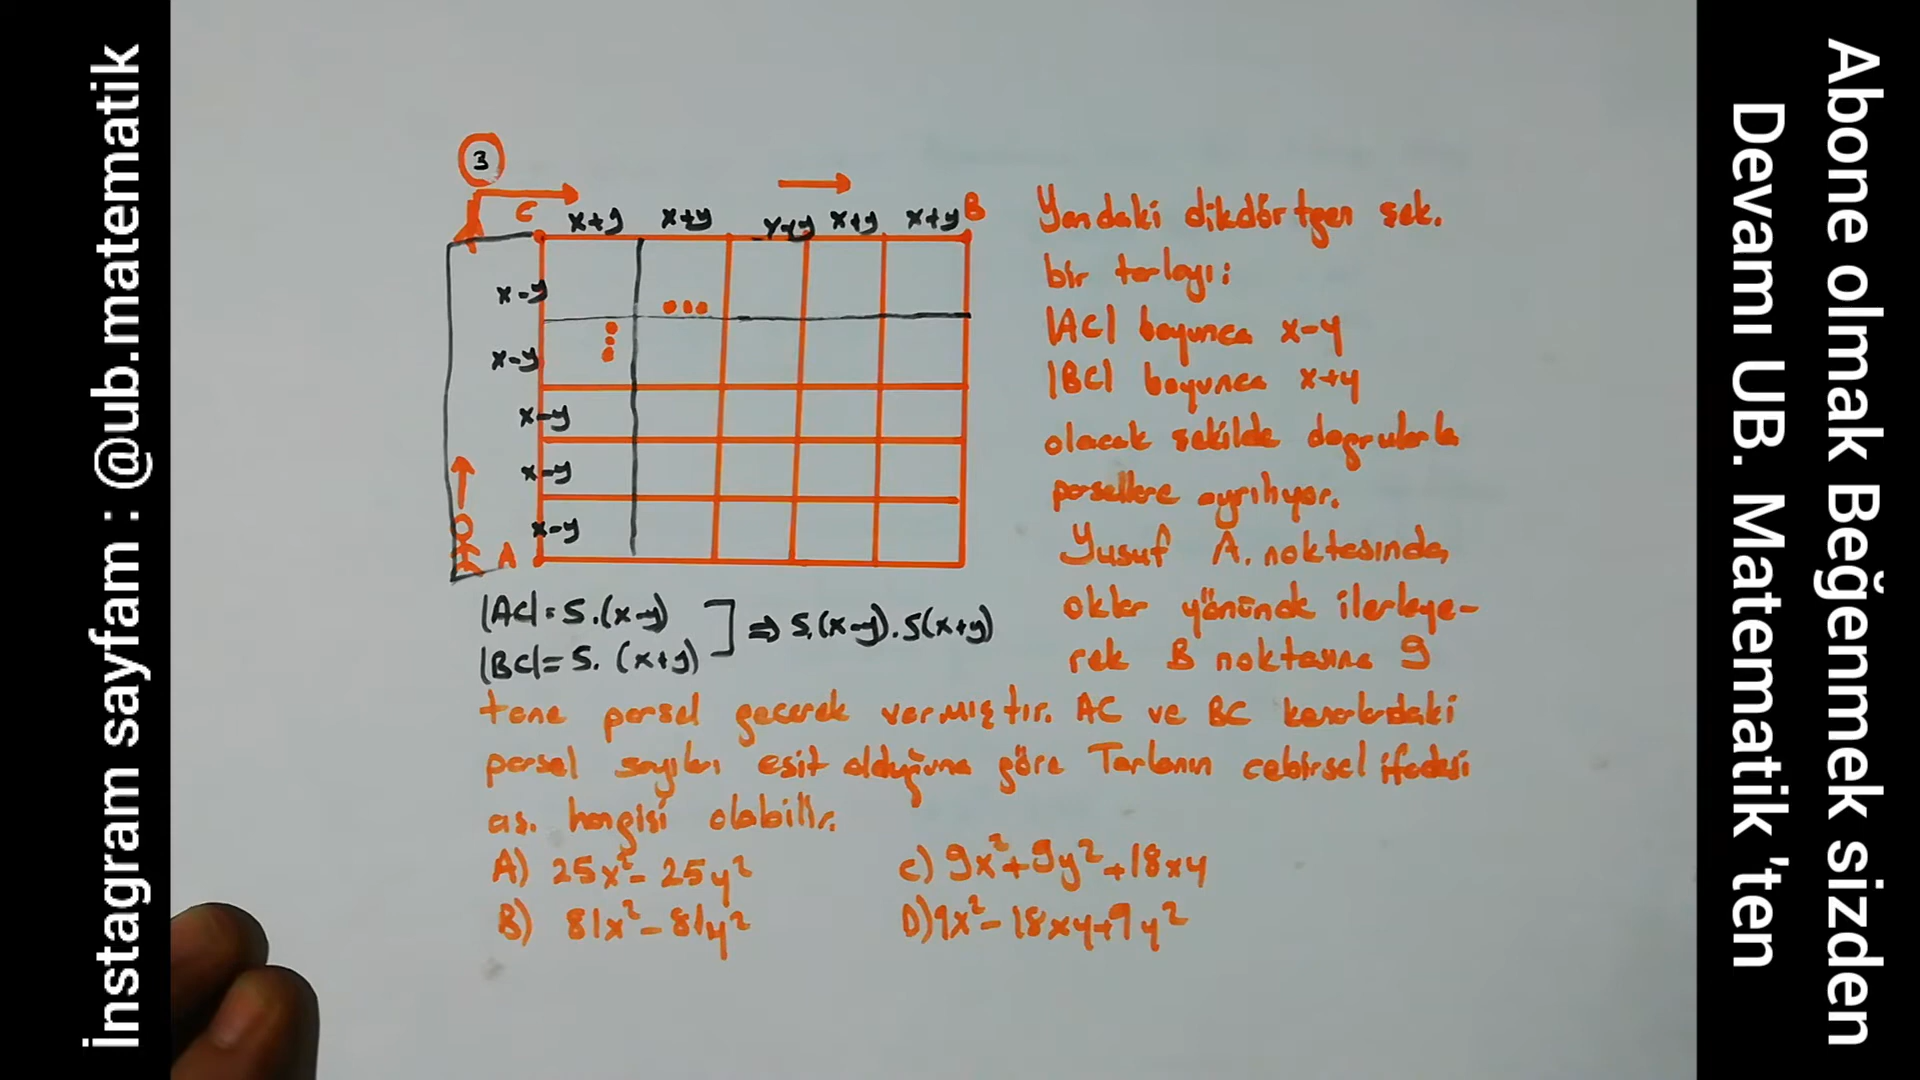 İnstagram sayfam : @ub.matematik
3
C
x+y x+y x+y x+y x+y B
x-y
x-y
x-y
x-y
x-y
A
|AC|=5.(x-y)
|BC|=5.(x+y)
⇒ 5.(x-y).5(x+y)
Yandaki dikdörtgen şek.
bir tarlayı;
|AC| boyunca x-y
|BC| boyunca x+y
olacak şekilde doğrularla
parsellere ayrılıyor.
Yusuf A. noktasından
oklar yönünde ilerleye-
rek B noktasına 9
tane parsel geçerek varmıştır. AC ve BC kenarlardaki
parsel sayıları eşit olduğuna göre Tarlanın cebirsel ifadesi
aş. hangisi olabilir.
A) 25x²-25y²
C) 9x²+9y²+18xy
B) 81x²-81y²
D) 9x²-18xy+9y²
Abone olmak Beğenmek sizden
Devamı UB. Matematik 'ten